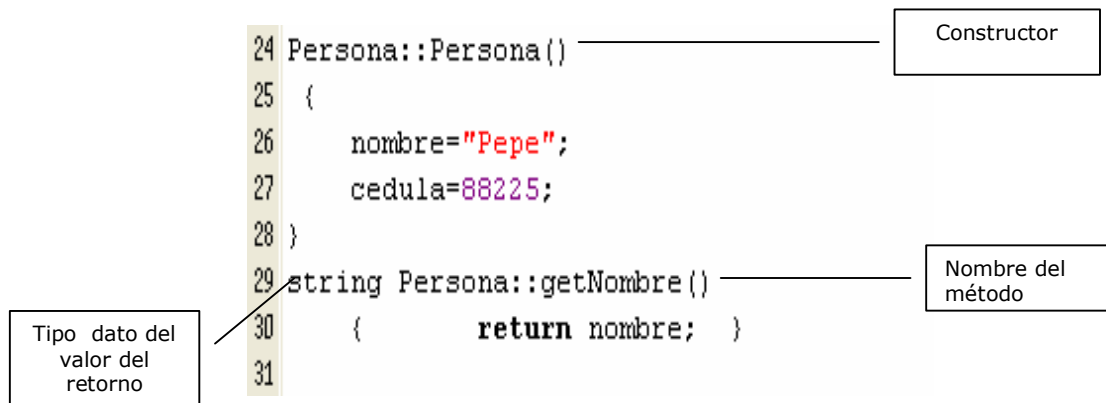 24 Persona::Persona()
Constructor
25 {
26 nombre="Pepe";
27 cedula=88225;
28 }
29 string Persona::getNombre()
Nombre del
método
30 { return nombre; }
Tipo dato del
valor del
retorno
31